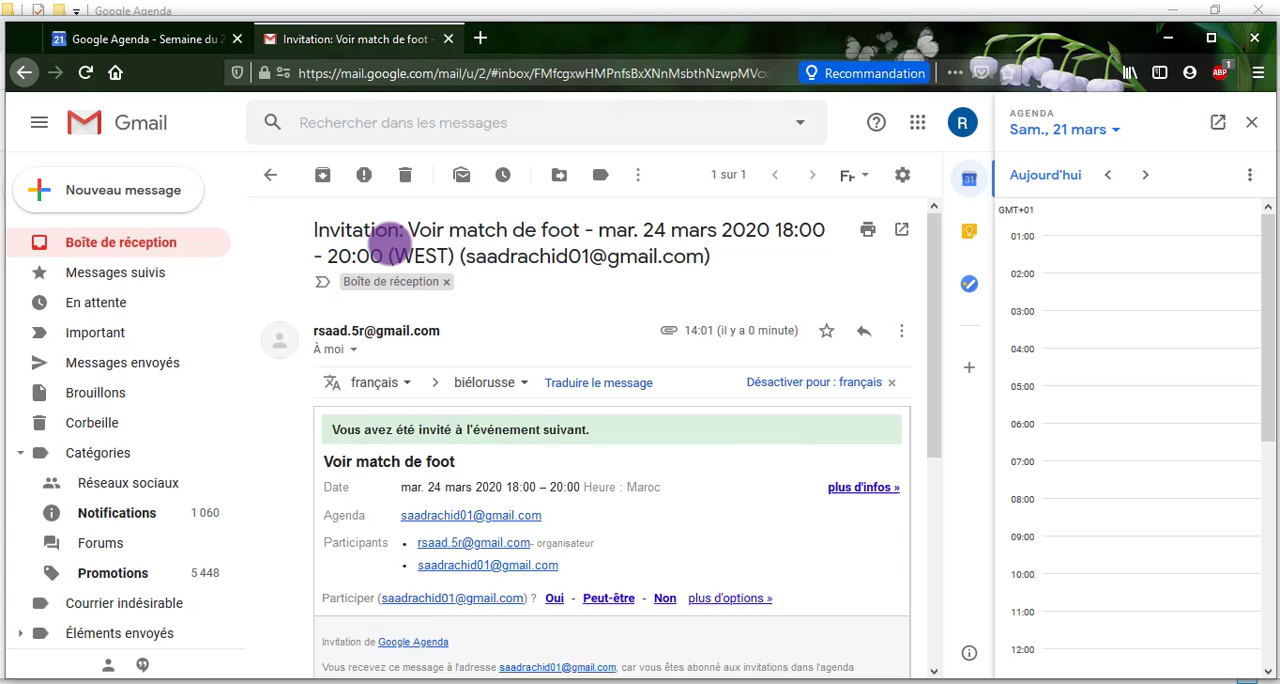 Google Agenda
Google Agenda - Semaine du 2
Invitation: Voir match de foot -
https://mail.google.com/mail/u/2/#inbox/FMfcgxwHMPnfsBxXNnMsbthNzwpMVc
Recommandation
ABP
1
Gmail
Rechercher dans les messages
R
AGENDA
Sam., 21 mars
Nouveau message
1 sur 1
Fr
Aujourd'hui
Boîte de réception
Messages suivis
En attente
Important
Messages envoyés
Brouillons
Corbeille
Catégories
Réseaux sociaux
Notifications 1 060
Forums
Promotions 5 448
Courrier indésirable
Éléments envoyés
Invitation: Voir match de foot - mar. 24 mars 2020 18:00
- 20:00 (WEST) (saadrachid01@gmail.com)
Boîte de réception ×
rsaad.5r@gmail.com
14:01 (il y a 0 minute)
À moi
français > biélorusse Traduire le message
Désactiver pour : français ×
Vous avez été invité à l'événement suivant.
Voir match de foot
Date mar. 24 mars 2020 18:00 – 20:00 Heure : Maroc
plus d'infos »
Agenda saadrachid01@gmail.com
Participants • rsaad.5r@gmail.com - organisateur
• saadrachid01@gmail.com
Participer (saadrachid01@gmail.com) ? Oui - Peut-être - Non plus d'options »
Invitation de Google Agenda
Vous recevez ce message à l'adresse saadrachid01@gmail.com, car vous êtes abonné aux invitations dans l'agenda
31
GMT+01
01:00
02:00
03:00
04:00
05:00
06:00
07:00
08:00
09:00
10:00
11:00
12:00